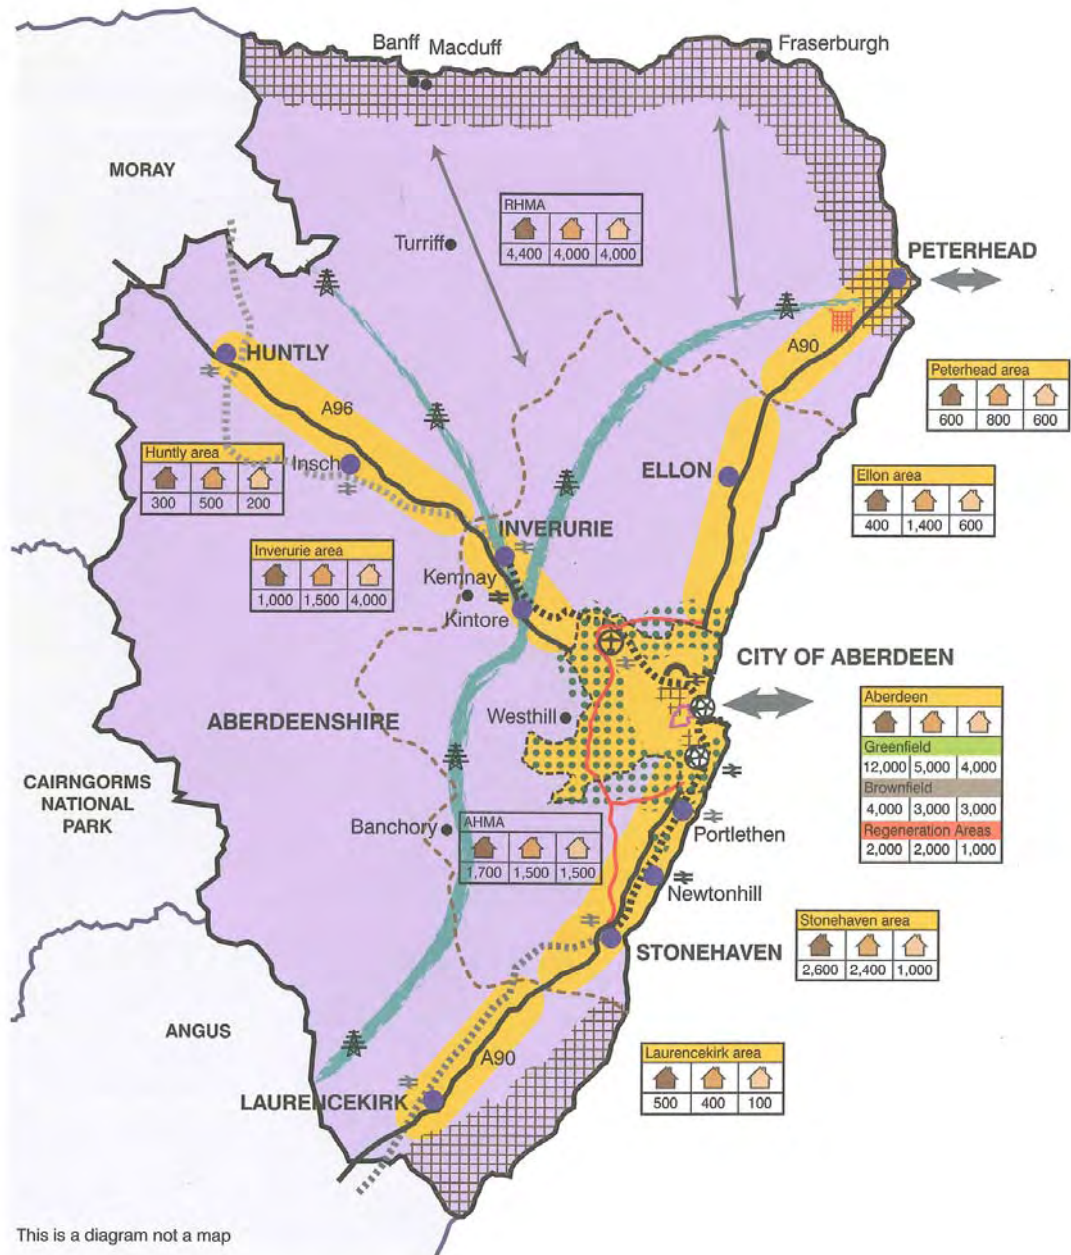 Banff Macduff
Fraserburgh
MORAY
RHMA
4,400 4,000 4,000
Turriff
PETERHEAD
HUNTLY
A90
Peterhead area
600 800 600
A96
Huntly area
300 500 200
Insch
ELLON
Ellon area
400 1,400 600
INVERURIE
Inverurie area
1,000 1,500 4,000
Kemnay
Kintore
CITY OF ABERDEEN
Aberdeen
Greenfield
12,000 5,000 4,000
Brownfield
4,000 3,000 3,000
Regeneration Areas
2,000 2,000 1,000
ABERDEENSHIRE
Westhill
CAIRNGORMS
NATIONAL
PARK
Banchory
AHMA
1,700 1,500 1,500
Portlethen
Newtonhill
Stonehaven area
2,600 2,400 1,000
STONEHAVEN
ANGUS
A90
Laurencekirk area
500 400 100
LAURENCEKIRK
This is a diagram not a map